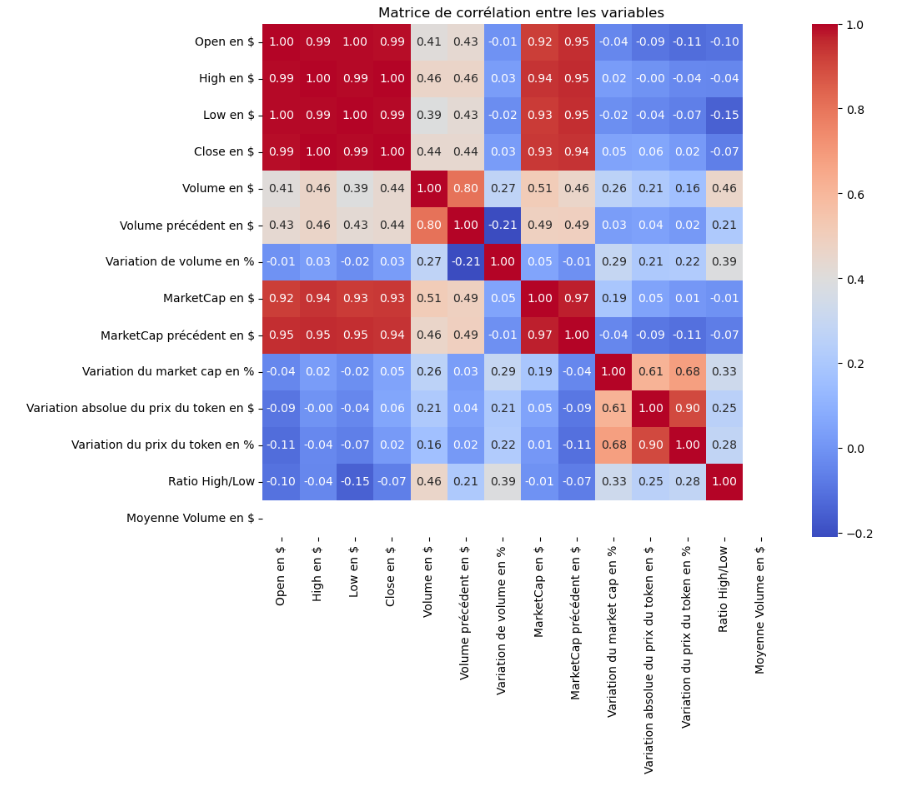 Matrice de corrélation entre les variables
Open en $ 1.00 0.99 1.00 0.99 0.41 0.43 -0.01 0.92 0.95 -0.04 -0.09 -0.11 -0.10
High en $ 0.99 1.00 0.99 1.00 0.46 0.46 0.03 0.94 0.95 0.02 -0.00 -0.04 -0.04
Low en $ 1.00 0.99 1.00 0.99 0.39 0.43 -0.02 0.93 0.95 -0.02 -0.04 -0.07 -0.15
Close en $ 0.99 1.00 0.99 1.00 0.44 0.44 0.03 0.93 0.94 0.05 0.06 0.02 -0.07
Volume en $ 0.41 0.46 0.39 0.44 1.00 0.80 0.27 0.51 0.46 0.26 0.21 0.16 0.46
Volume précédent en $ 0.43 0.46 0.43 0.44 0.80 1.00 -0.21 0.49 0.49 0.03 0.04 0.02 0.21
Variation de volume en % -0.01 0.03 -0.02 0.03 0.27 -0.21 1.00 0.05 -0.01 0.29 0.21 0.22 0.39
MarketCap en $ 0.92 0.94 0.93 0.93 0.51 0.49 0.05 1.00 0.97 0.19 0.05 0.01 -0.01
MarketCap précédent en $ 0.95 0.95 0.95 0.94 0.46 0.49 -0.01 0.97 1.00 -0.04 -0.09 -0.11 -0.07
Variation du market cap en % -0.04 0.02 -0.02 0.05 0.26 0.03 0.29 0.19 -0.04 1.00 0.61 0.68 0.33
Variation absolue du prix du token en $ -0.09 -0.00 -0.04 0.06 0.21 0.04 0.21 0.05 -0.09 0.61 1.00 0.90 0.25
Variation du prix du token en % -0.11 -0.04 -0.07 0.02 0.16 0.02 0.22 0.01 -0.11 0.68 0.90 1.00 0.28
Ratio High/Low -0.10 -0.04 -0.15 -0.07 0.46 0.21 0.39 -0.01 -0.07 0.33 0.25 0.28 1.00
Moyenne Volume en $
Open en $
High en $
Low en $
Close en $
Volume en $
Volume précédent en $
Variation de volume en %
MarketCap en $
MarketCap précédent en $
Variation du market cap en %
Variation absolue du prix du token en $
Variation du prix du token en %
Ratio High/Low
Moyenne Volume en $
1.0
0.8
0.6
0.4
0.2
0.0
−0.2